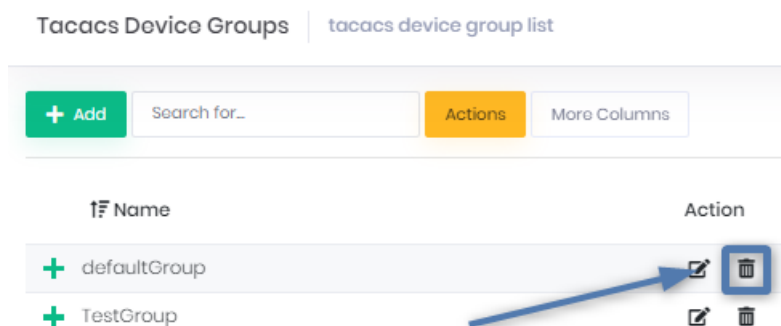 Tacacs Device Groups tacacs device group list
+ Add Search for... Actions More Columns
Name Action
defaultGroup
TestGroup